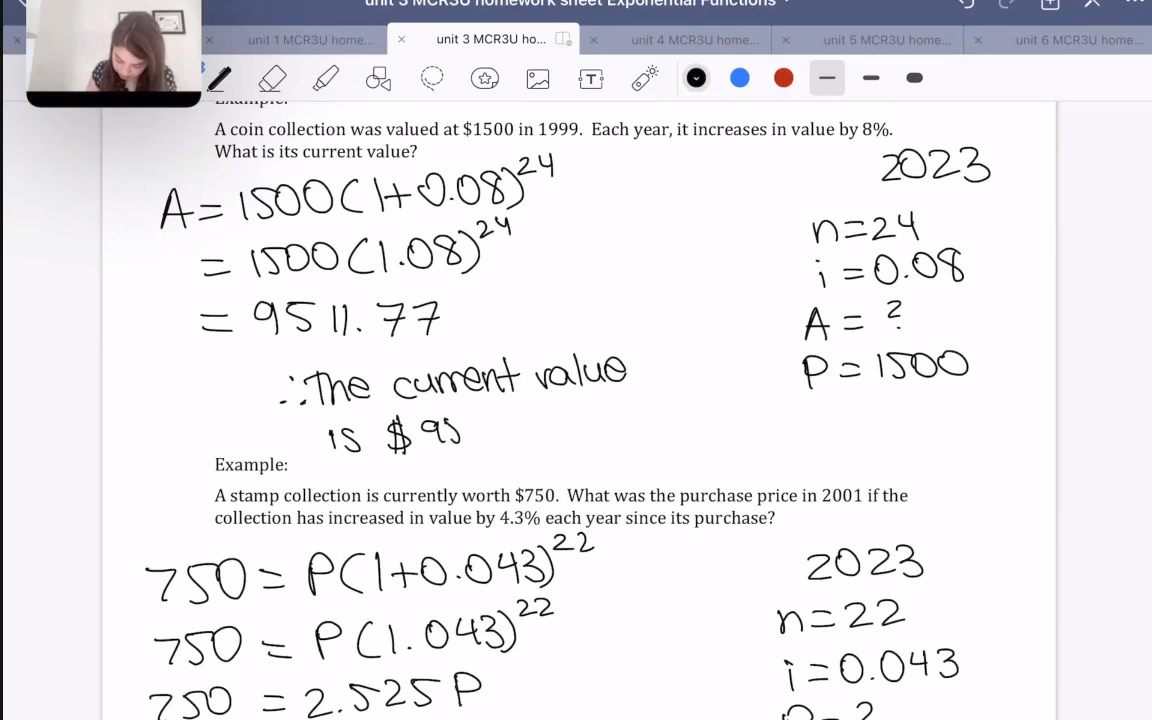 unit 3 MCR3U homework sheet Exponential Functions
unit 1 MCR3U home...
unit 3 MCR3U ho...
unit 4 MCR3U home...
unit 5 MCR3U home...
unit 6 MCR3U home...
Example:
A coin collection was valued at $1500 in 1999. Each year, it increases in value by 8%.
What is its current value?
2023
A = 1500(1+0.08)^24
= 1500(1.08)^24
= 9511.77
n=24
i = 0.08
A = ?
P = 1500
∴ The current value
is $95
Example:
A stamp collection is currently worth $750. What was the purchase price in 2001 if the
collection has increased in value by 4.3% each year since its purchase?
750 = P(1+0.043)^22
750 = P(1.043)^22
750 = 2.525P
2023
n=22
i = 0.043
P = ?